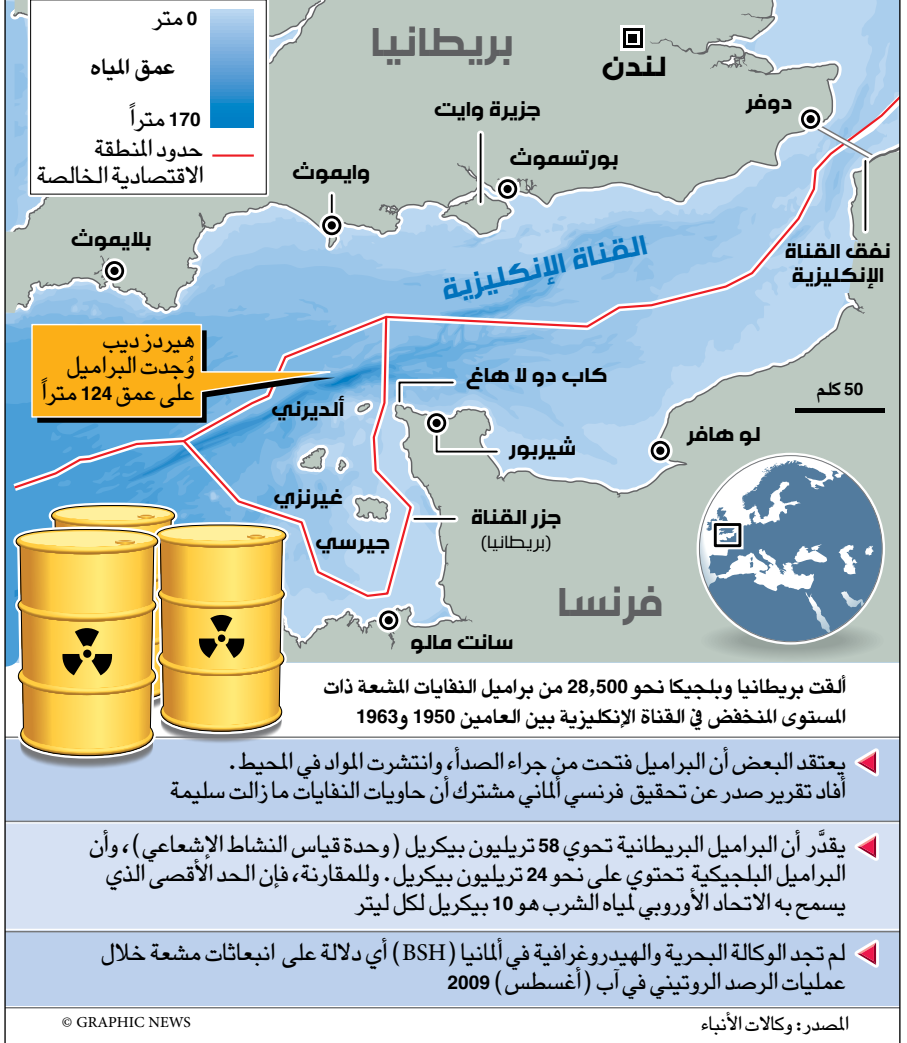 0 متر
عمق المياه
170 متراً
حدود المنطقة
الاقتصادية الخالصة
بريطانيا
لندن
دوفر
جزيرة وايت
بورتسموث
وايموث
بلايموث
القناة الإنكليزية
نفق القناة
الإنكليزية
هيردز ديب
وُجدت البراميل
على عمق 124 متراً
كاب دو لا هاغ
50 كلم
ألديرني
لو هافر
شيربور
غيرنزي
جزر القناة
(بريطانيا)
جيرسي
فرنسا
سانت مالو
ألقت بريطانيا وبلجيكا نحو 28,500 من براميل النفايات المشعة ذات
المستوى المنخفض في القناة الإنكليزية بين العامين 1950 و1963
يعتقد البعض أن البراميل فتحت من جراء الصدأ، وانتشرت المواد في المحيط.
أفاد تقرير صدر عن تحقيق فرنسي ألماني مشترك أن حاويات النفايات ما زالت سليمة
يقدَّر أن البراميل البريطانية تحوي 58 تريليون بيكريل (وحدة قياس النشاط الإشعاعي)، وأن
البراميل البلجيكية تحتوي على نحو 24 تريليون بيكريل. وللمقارنة، فإن الحد الأقصى الذي
يسمح به الاتحاد الأوروبي لمياه الشرب هو 10 بيكريل لكل ليتر
لم تجد الوكالة البحرية والهيدروغرافية في ألمانيا (BSH) أي دلالة على انبعاثات مشعة خلال
عمليات الرصد الروتيني في آب (أغسطس) 2009
المصدر: وكالات الأنباء
© GRAPHIC NEWS